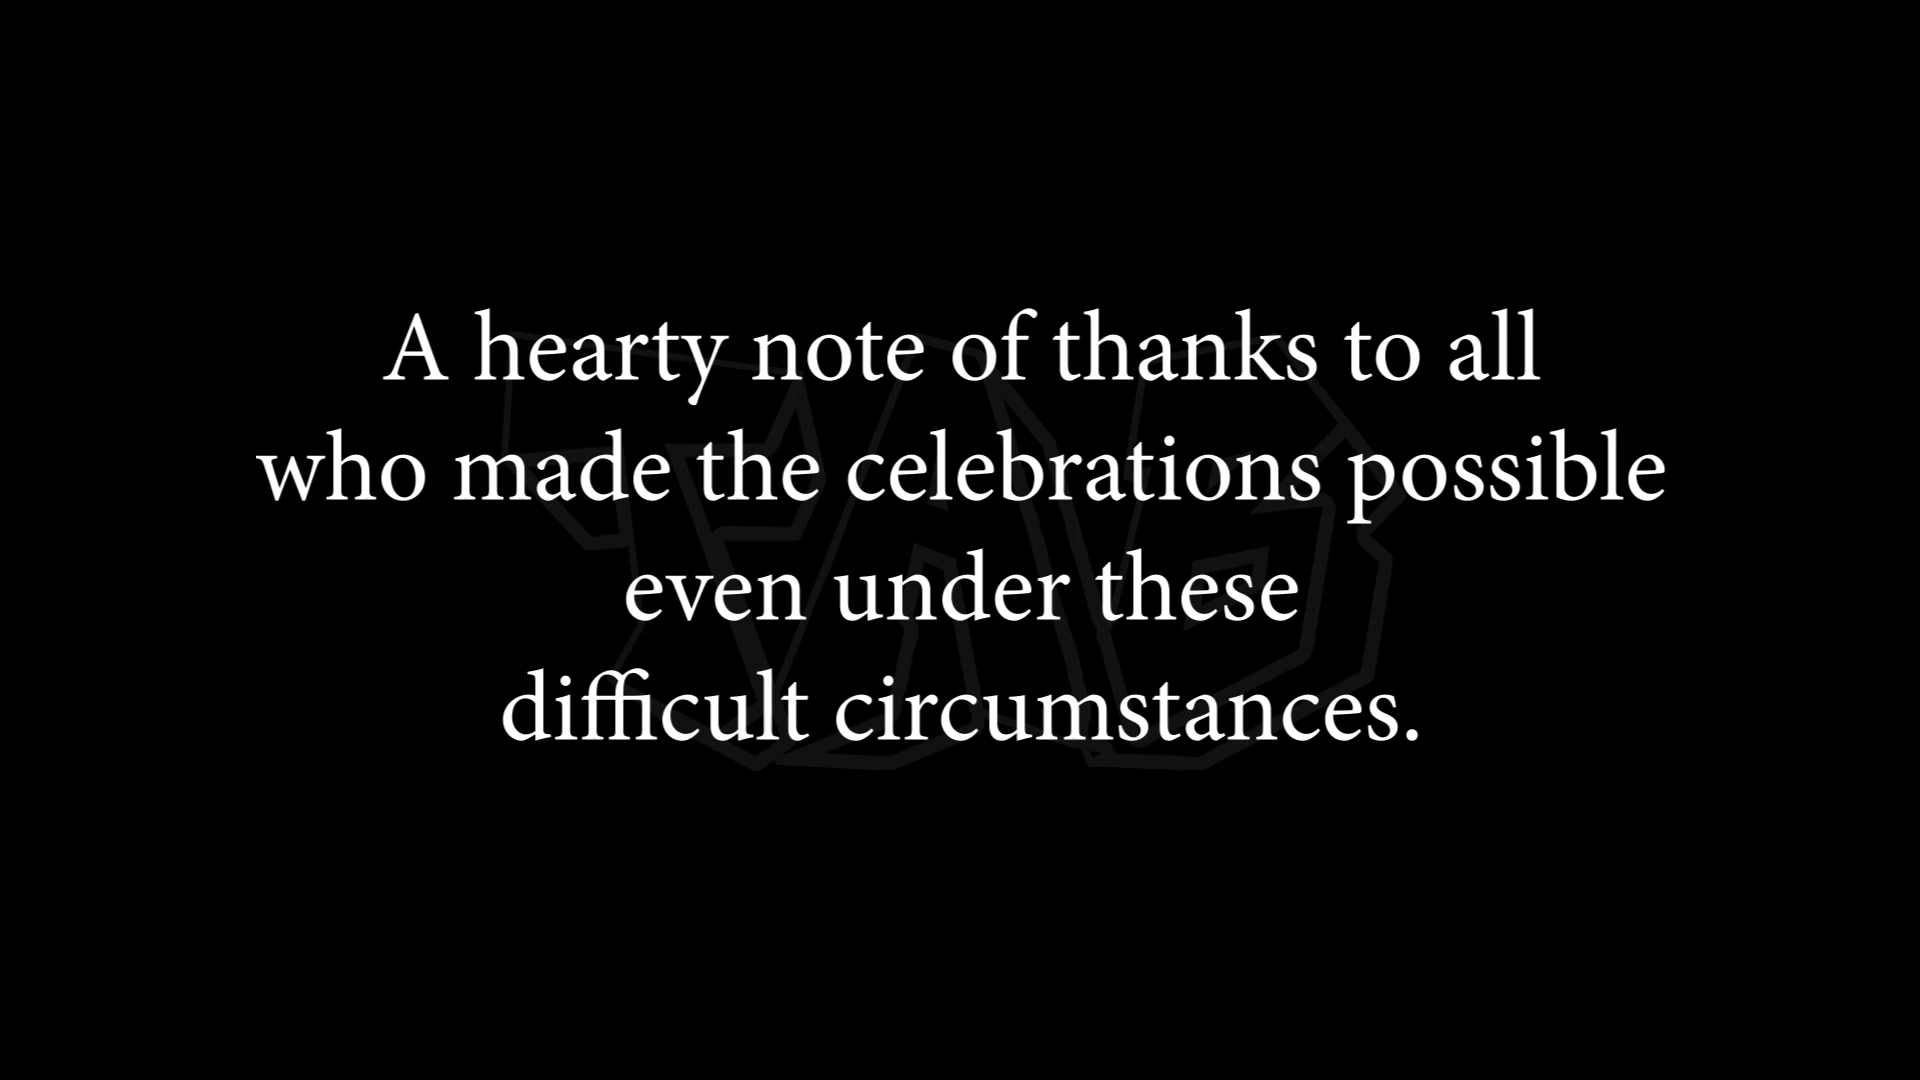 A hearty note of thanks to all
who made the celebrations possible
even under these
difficult circumstances.